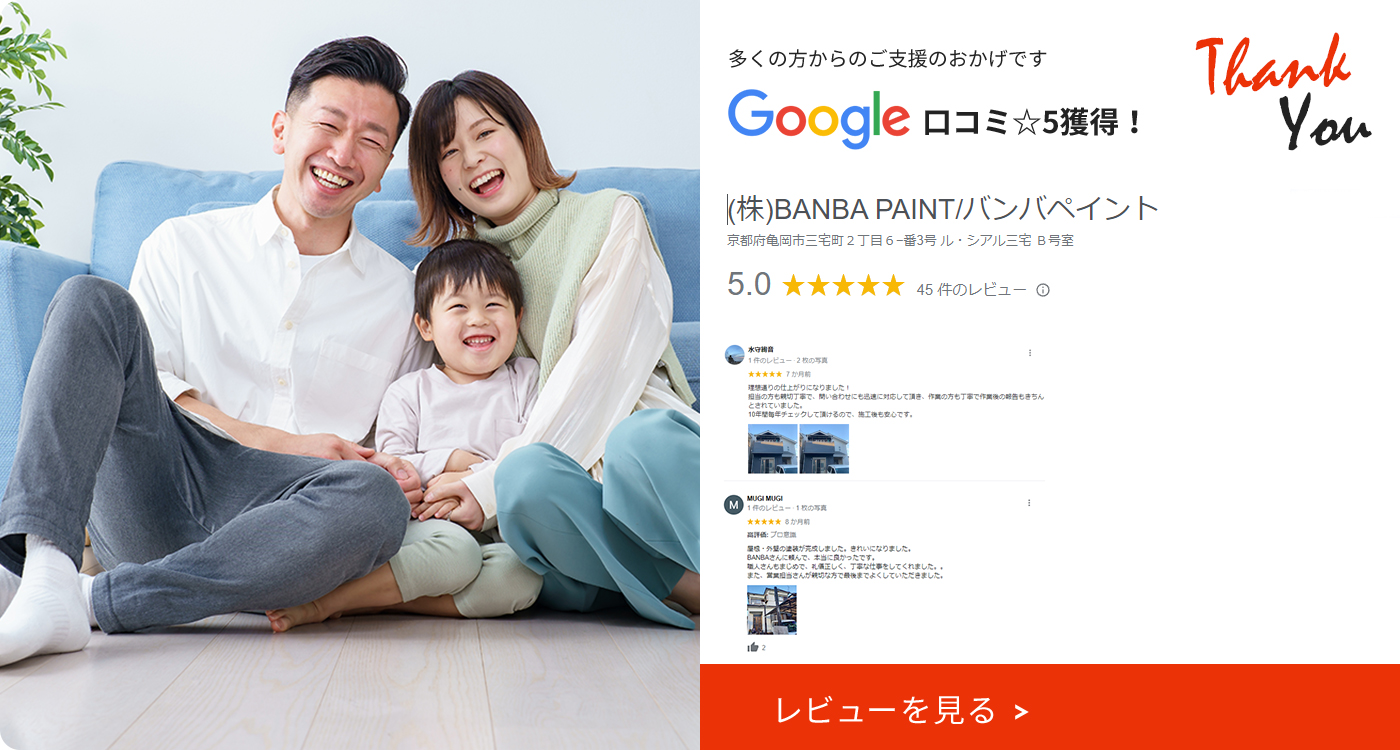 多くの方からのご支援のおかげです
Google 口コミ☆5獲得！
Thank
You
(株)BANBA PAINT/バンバペイント
京都府亀岡市三宅町２丁目６−番3号 ル・シアル三宅 Ｂ号室
5.0 ★★★★★ 45 件のレビュー
1 件のレビュー · 2 枚の写真
★★★★★ 7 か月前
理想通りの仕上がりになりました！
担当の方も親切丁寧で、問い合わせにも迅速に対応して頂き、作業の方も丁寧で作業後の報告もきちん
とされていました。
10年間毎年チェックして頂けるので、施工後も安心です。
M
MUGI MUGI
1 件のレビュー · 1 枚の写真
★★★★★ 8 か月前
高評価: プロ意識
屋根・外壁の塗装が完成しました。きれいになりました。
BANBAさんに頼んで、本当に良かったです。
職人さんもまじめで、礼儀正しく、丁寧な仕事をしてくれました。。
また、営業担当さんが親切な方で最後までよくしていただきました。
2
レビューを見る >